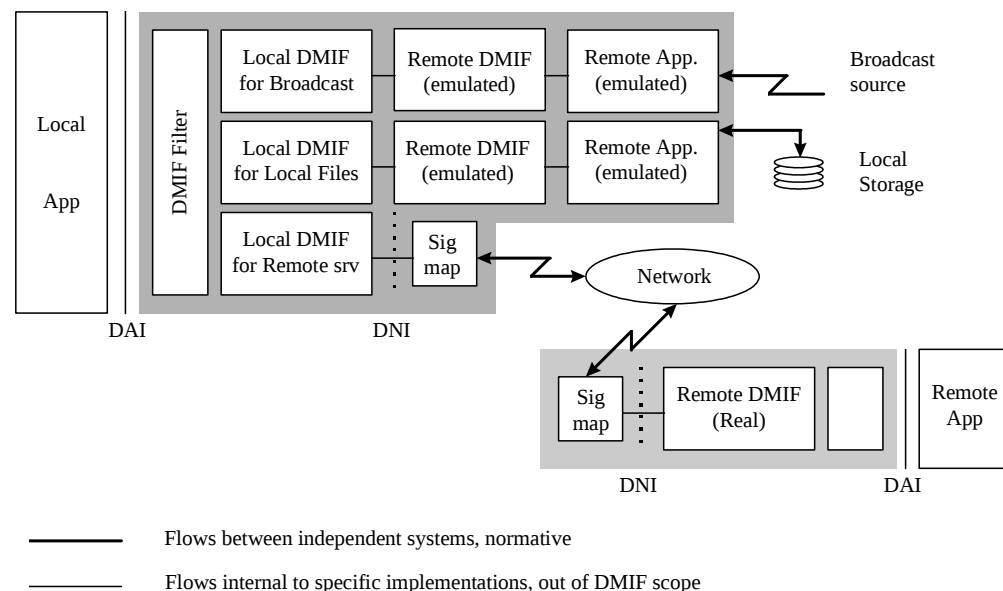 Local
App
DMIF Filter
Local DMIF
for Broadcast
Remote DMIF
(emulated)
Remote App.
(emulated)
Broadcast
source
Local DMIF
for Local Files
Remote DMIF
(emulated)
Remote App.
(emulated)
Local
Storage
Local DMIF
for Remote srv
Sig
map
Network
DAI
DNI
Sig
map
Remote DMIF
(Real)
Remote
App
DNI
DAI
Flows between independent systems, normative
Flows internal to specific implementations, out of DMIF scope